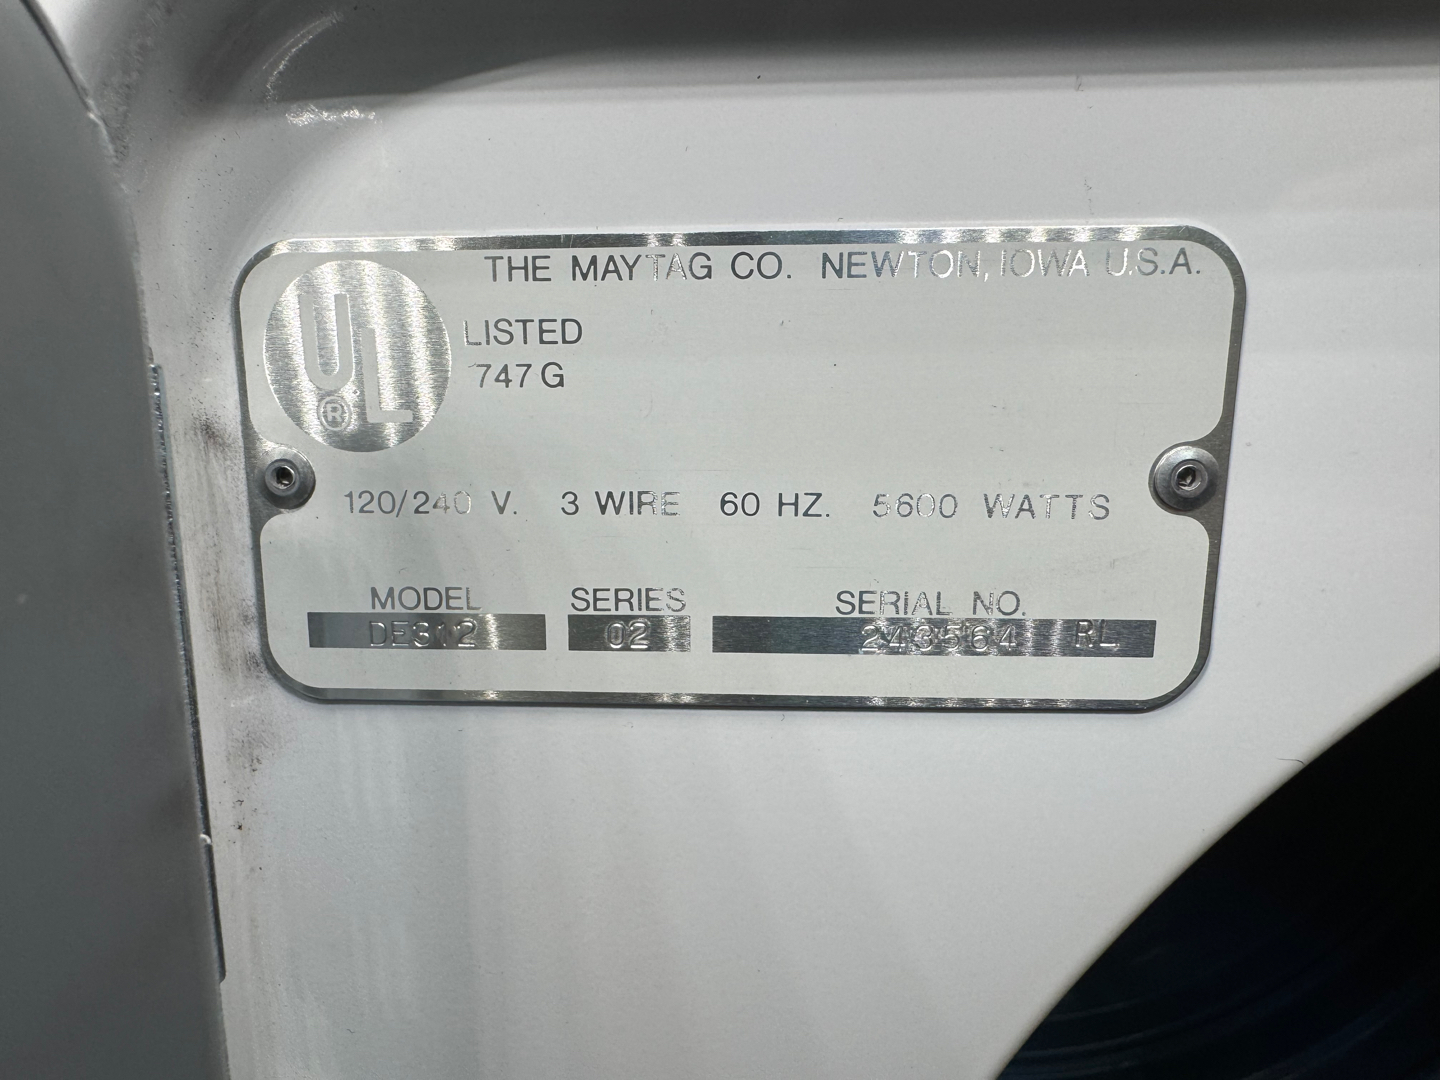 THE MAYTAG CO. NEWTON, IOWA U.S.A.
UL ®
LISTED
747 G
120/240 V. 3 WIRE 60 HZ. 5600 WATTS
MODEL SERIES SERIAL NO.
DE312 02 243564 RL